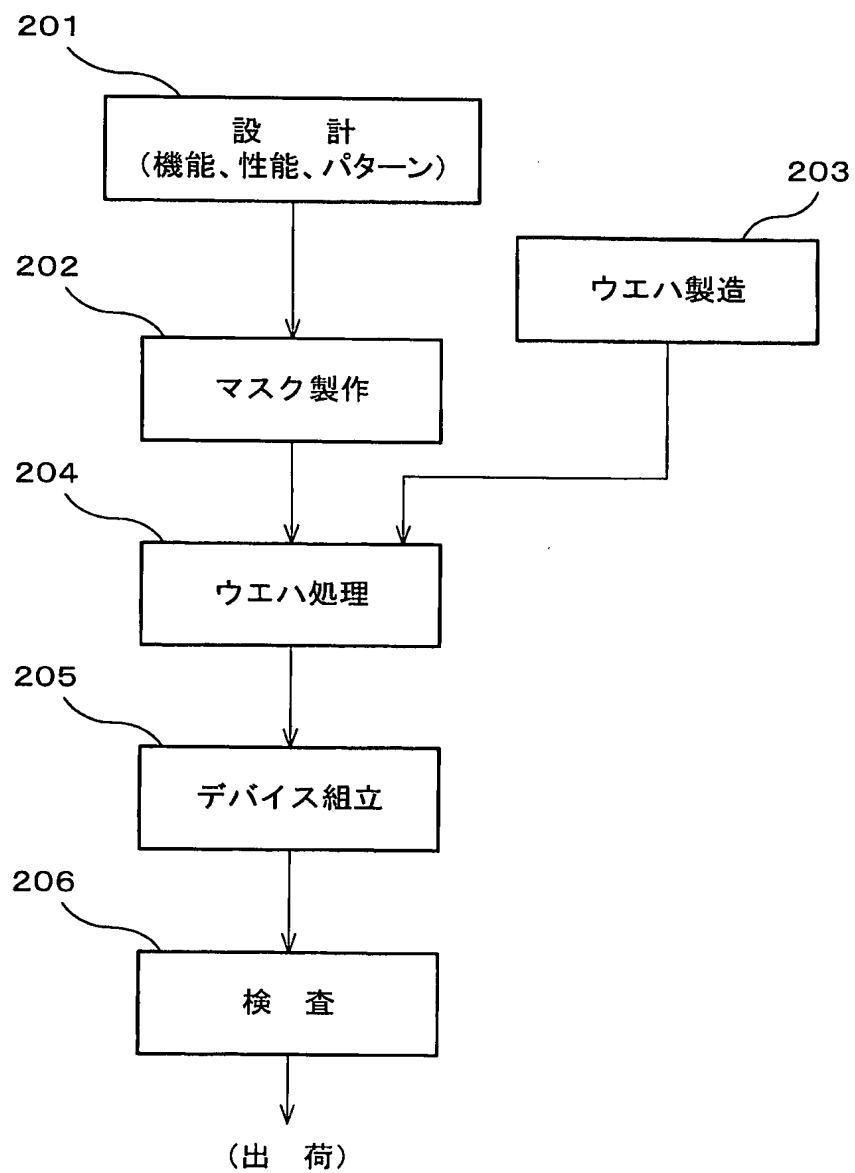 201
設　計
(機能、性能、パターン)
203
ウエハ製造
202
マスク製作
204
ウエハ処理
205
デバイス組立
206
検　査
(出　荷)